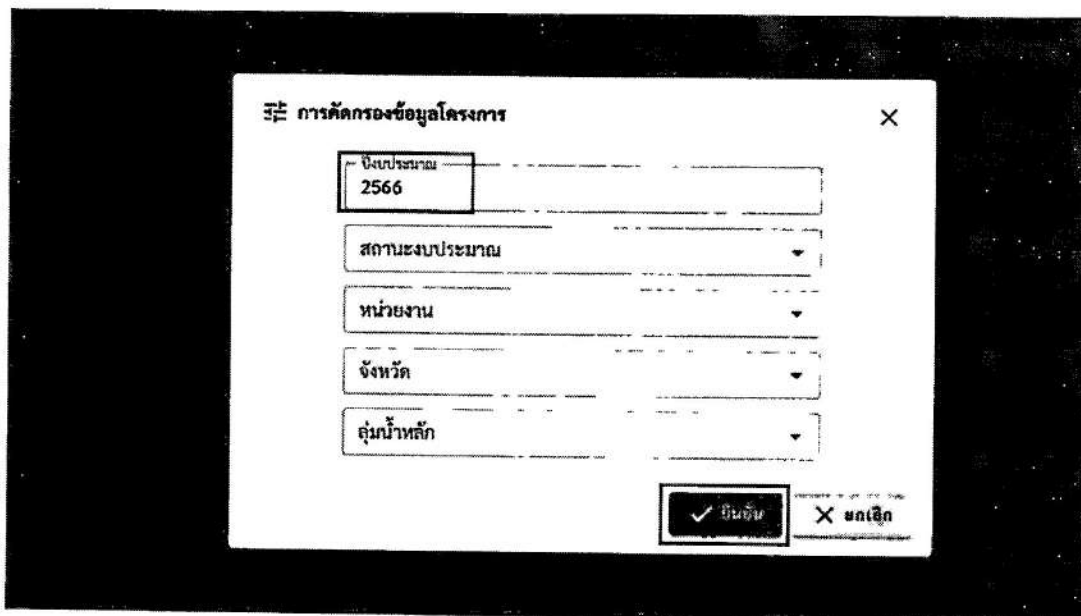 การคัดกรองข้อมูลโครงการ
ปีงบประมาณ
2566
สถานะงบประมาณ
หน่วยงาน
จังหวัด
ลุ่มน้ำหลัก
ยืนยัน
ยกเลิก